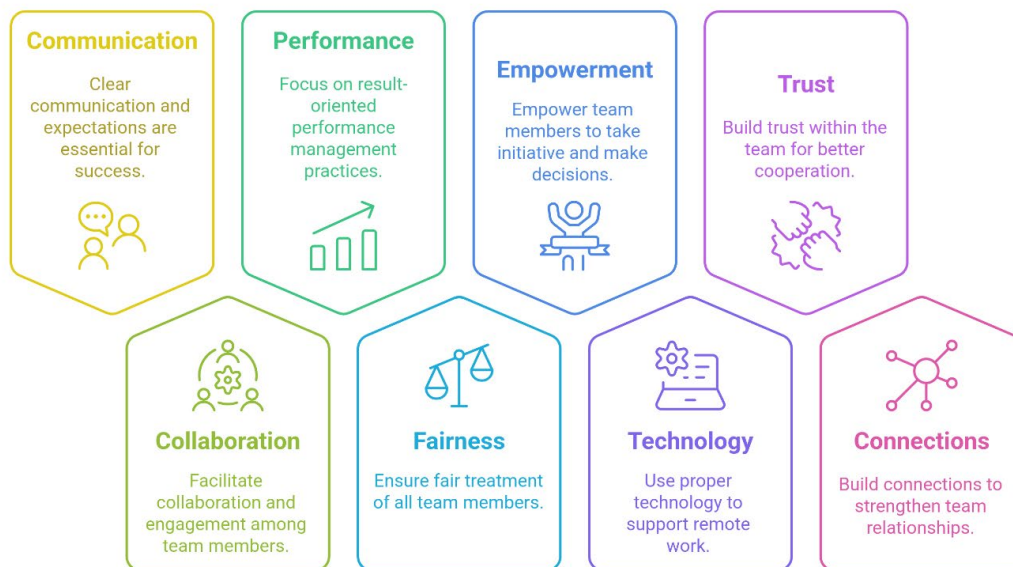 Communication
Clear
communication and
expectations are
essential for
success.
Performance
Focus on result-
oriented
performance
management
practices.
Empowerment
Empower team
members to take
initiative and make
decisions.
Trust
Build trust within the
team for better
cooperation.
Collaboration
Facilitate
collaboration and
engagement among
team members.
Fairness
Ensure fair treatment
of all team members.
Technology
Use proper
technology to
support remote
work.
Connections
Build connections to
strengthen team
relationships.